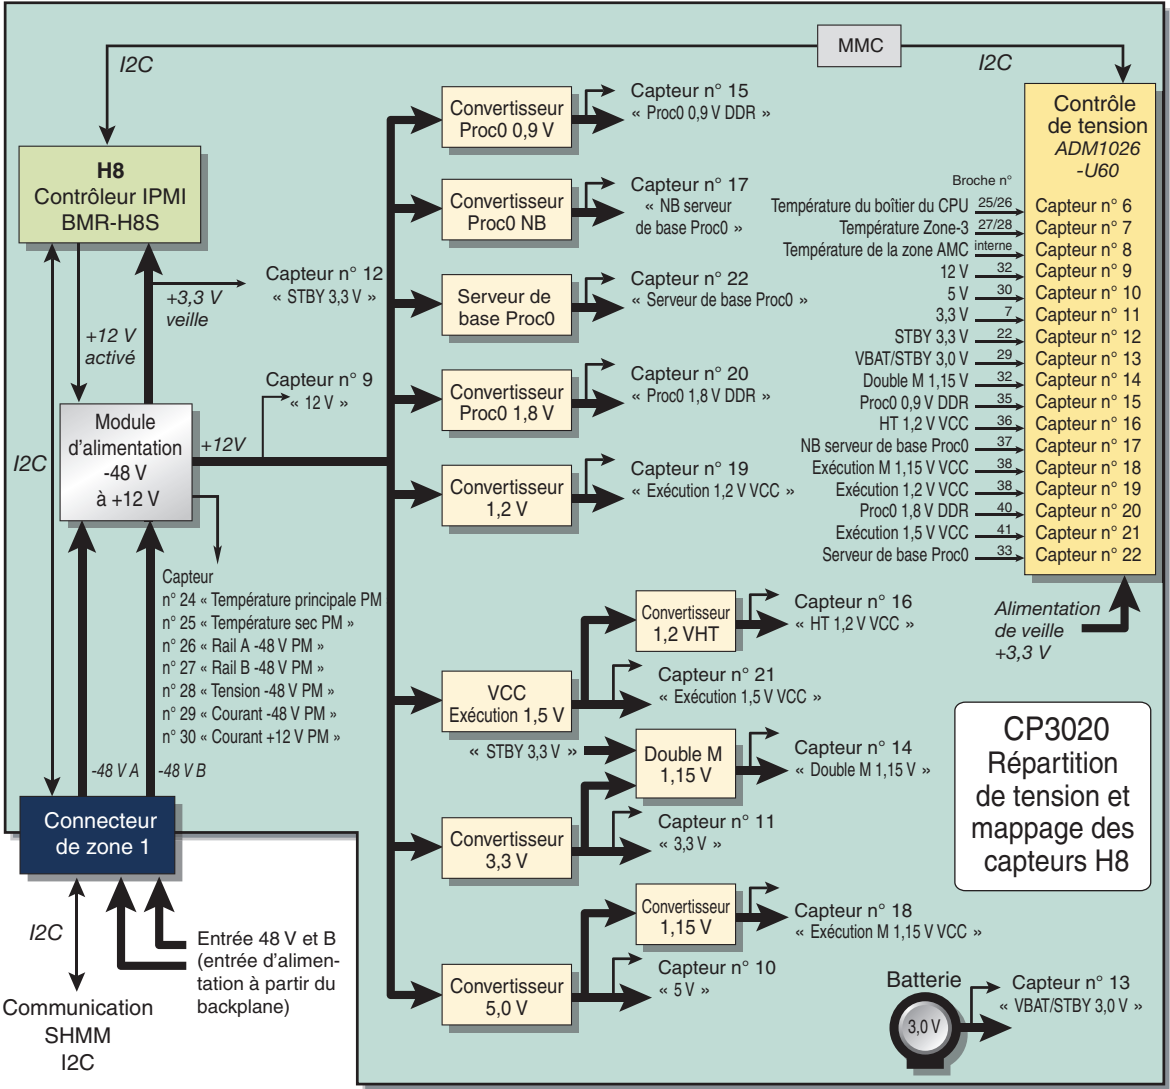 MMC
I2C
I2C
H8
Contrôleur IPMI
BMR-H8S
Capteur n° 12
« STBY 3,3 V »
+3,3 V
veille
+12 V
activé
I2C
Module
d'alimentation
-48 V
à +12 V
+12V
Capteur n° 9
« 12 V »
Capteur
n° 24 « Température principale PM
n° 25 « Température sec PM »
n° 26 « Rail A -48 V PM »
n° 27 « Rail B -48 V PM »
n° 28 « Tension -48 V PM »
n° 29 « Courant -48 V PM »
n° 30 « Courant +12 V PM »
-48 V A
-48 V B
Connecteur
de zone 1
I2C
Entrée 48 V et B
(entrée d'alimen-
tation à partir du
backplane)
Communication
SHMM
I2C
Convertisseur
Proc0 0,9 V
Capteur n° 15
« Proc0 0,9 V DDR »
Convertisseur
Proc0 NB
Capteur n° 17
« NB serveur
de base Proc0 »
Serveur de
base Proc0
Capteur n° 22
« Serveur de base Proc0 »
Convertisseur
Proc0 1,8 V
Capteur n° 20
« Proc0 1,8 V DDR »
Convertisseur
1,2 V
Capteur n° 19
« Exécution 1,2 V VCC »
Convertisseur
1,2 VHT
Capteur n° 16
« HT 1,2 V VCC »
VCC
Exécution 1,5 V
Capteur n° 21
« Exécution 1,5 V VCC »
« STBY 3,3 V »
Double M
1,15 V
Capteur n° 14
« Double M 1,15 V »
Convertisseur
3,3 V
Capteur n° 11
« 3,3 V »
Convertisseur
1,15 V
Capteur n° 18
« Exécution M 1,15 V VCC »
Convertisseur
5,0 V
Capteur n° 10
« 5 V »
Contrôle
de tension
ADM1026
-U60
Broche n°
Température du boîtier du CPU 25/26 Capteur n° 6
Température Zone-3 27/28 Capteur n° 7
Température de la zone AMC interne Capteur n° 8
12 V 32 Capteur n° 9
5 V 30 Capteur n° 10
3,3 V 7 Capteur n° 11
STBY 3,3 V 22 Capteur n° 12
VBAT/STBY 3,0 V 29 Capteur n° 13
Double M 1,15 V 32 Capteur n° 14
Proc0 0,9 V DDR 35 Capteur n° 15
HT 1,2 V VCC 36 Capteur n° 16
NB serveur de base Proc0 37 Capteur n° 17
Exécution M 1,15 V VCC 38 Capteur n° 18
Exécution 1,2 V VCC 38 Capteur n° 19
Proc0 1,8 V DDR 40 Capteur n° 20
Exécution 1,5 V VCC 41 Capteur n° 21
Serveur de base Proc0 33 Capteur n° 22
Alimentation
de veille
+3,3 V
CP3020
Répartition
de tension et
mappage des
capteurs H8
Batterie
3,0 V
Capteur n° 13
« VBAT/STBY 3,0 V »